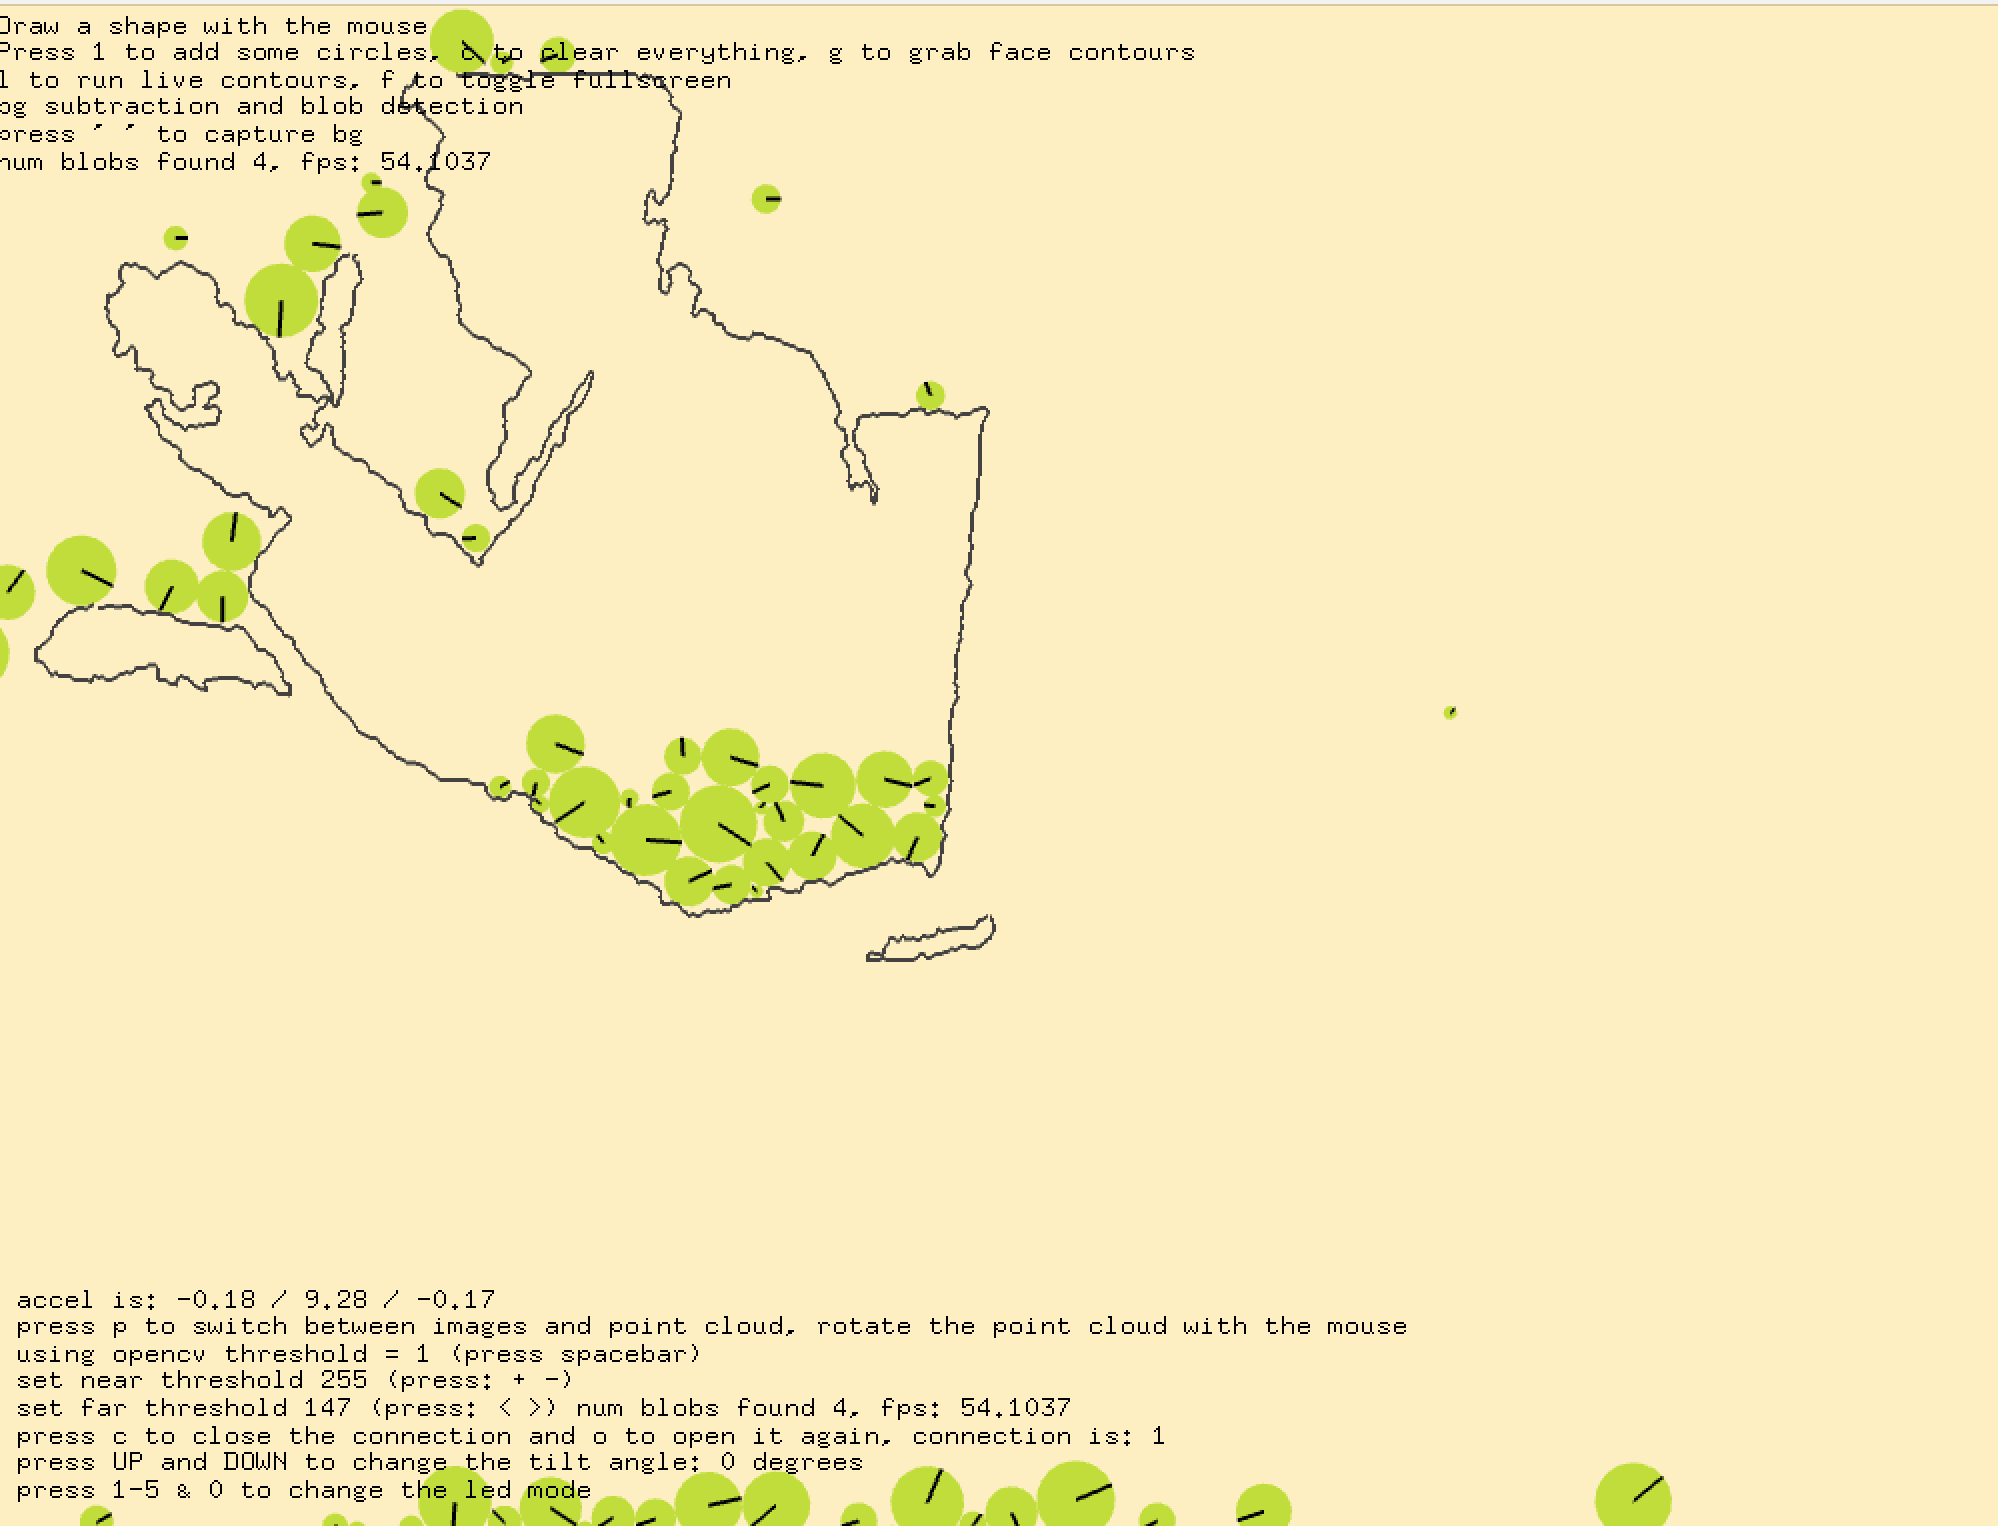 Draw a shape with the mouse
Press 1 to add some circles, c to clear everything, g to grab face contours
l to run live contours, f to toggle fullscreen
bg subtraction and blob detection
press ' ' to capture bg
num blobs found 4, fps: 54.1037
accel is: -0.18 / 9.28 / -0.17
press p to switch between images and point cloud, rotate the point cloud with the mouse
using opencv threshold = 1 (press spacebar)
set near threshold 255 (press: + -)
set far threshold 147 (press: < >) num blobs found 4, fps: 54.1037
press c to close the connection and o to open it again, connection is: 1
press UP and DOWN to change the tilt angle: 0 degrees
press 1-5 & 0 to change the led mode